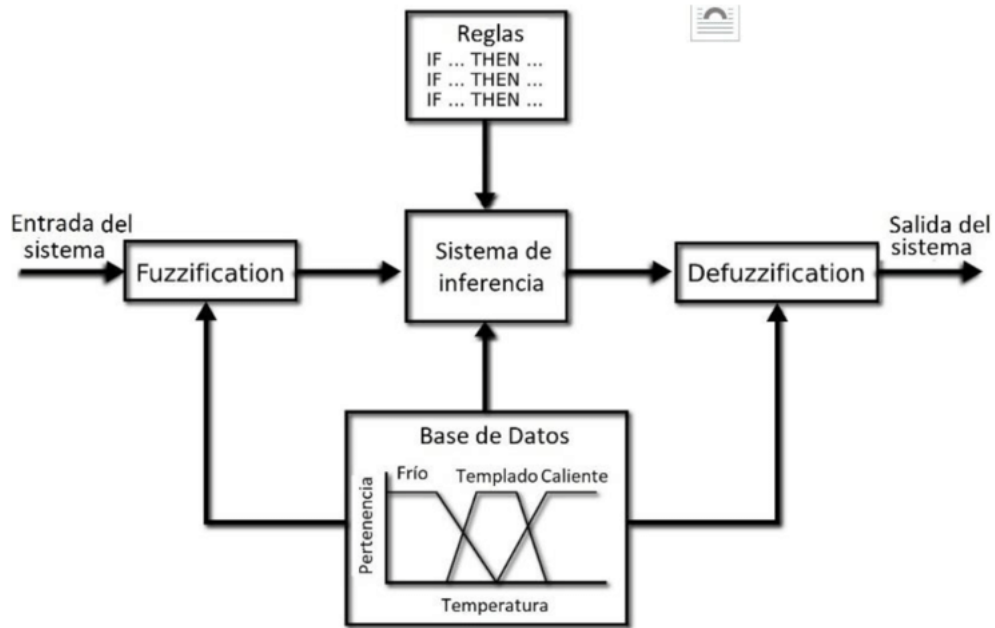 Reglas
IF ... THEN ...
IF ... THEN ...
IF ... THEN ...
Entrada del
sistema
Fuzzification
Sistema de
inferencia
Defuzzification
Salida del
sistema
Base de Datos
Frío Templado Caliente
Pertenencia
Temperatura